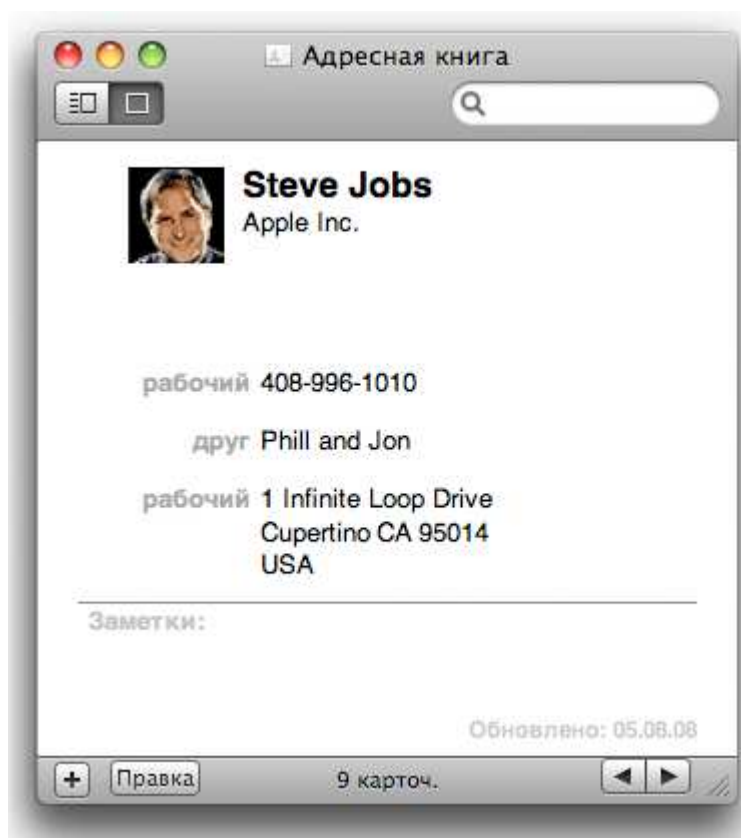 Адресная книга
Steve Jobs
Apple Inc.
рабочий 408-996-1010
друг Phill and Jon
рабочий 1 Infinite Loop Drive
Cupertino CA 95014
USA
Заметки:
Обновлено: 05.08.08
+ Правка 9 карточ.